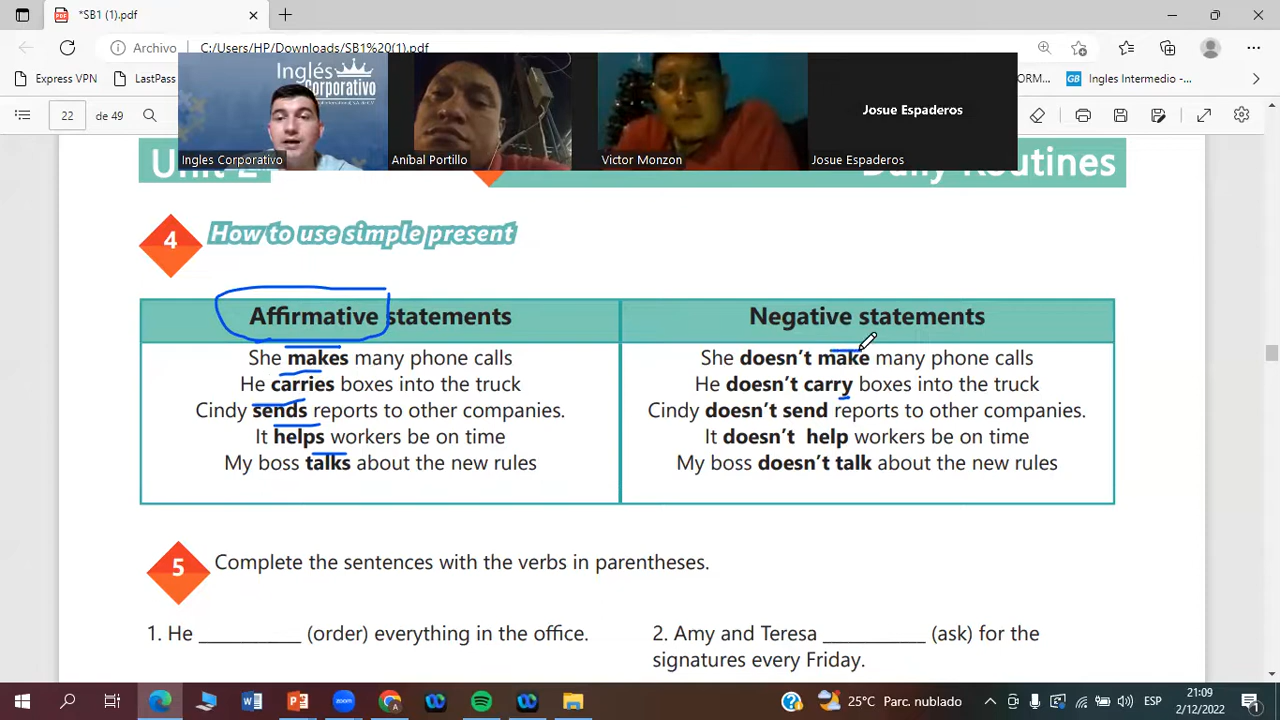 *SB1 (1).pdf
Archivo
C:/Users/HP/Downloads/SB1%20(1).pdf
Express VPN
LastPass
Ingles Intermedio -...
22
de 49
Inglés
Corporativo
Josue Espaderos
Ingles Corporativo
Aníbal Portillo
Victor Monzon
Josue Espaderos
Unit 2
Daily Routines
4
How to use simple present
Affirmative statements
Negative statements
She makes many phone calls
She doesn't make many phone calls
He carries boxes into the truck
He doesn't carry boxes into the truck
Cindy sends reports to other companies.
Cindy doesn't send reports to other companies.
It helps workers be on time
It doesn't help workers be on time
My boss talks about the new rules
My boss doesn't talk about the new rules
5
Complete the sentences with the verbs in parentheses.
1. He __________ (order) everything in the office.
2. Amy and Teresa __________ (ask) for the
signatures every Friday.
25°C Parc. nublado
ESP
21:09
2/12/2022